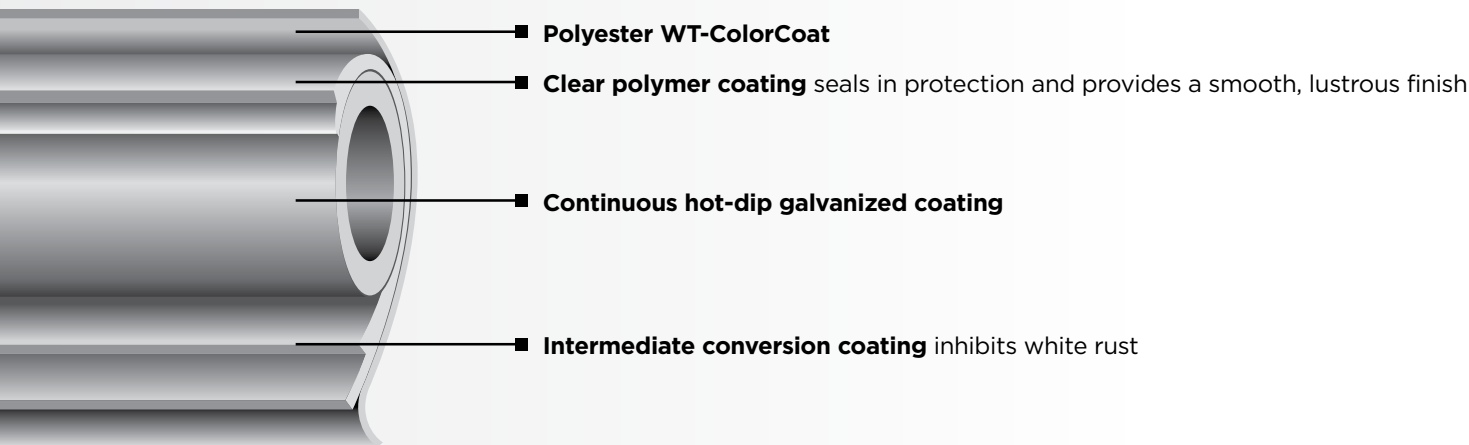 Polyester WT-ColorCoat
Clear polymer coating seals in protection and provides a smooth, lustrous finish
Continuous hot-dip galvanized coating
Intermediate conversion coating inhibits white rust